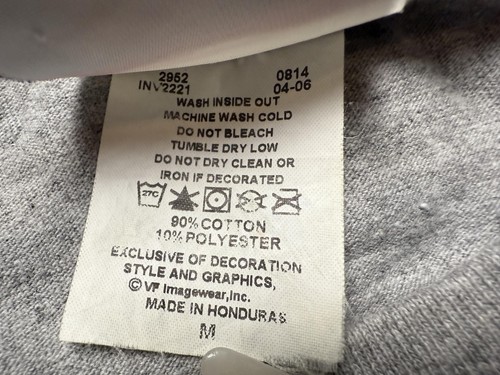 2952 0814
INV2221 04-06
WASH INSIDE OUT
MACHINE WASH COLD
DO NOT BLEACH
TUMBLE DRY LOW
DO NOT DRY CLEAN OR
IRON IF DECORATED
27C
90% COTTON
10% POLYESTER
EXCLUSIVE OF DECORATION
STYLE AND GRAPHICS,
© VF Imagewear, Inc.
MADE IN HONDURAS
M